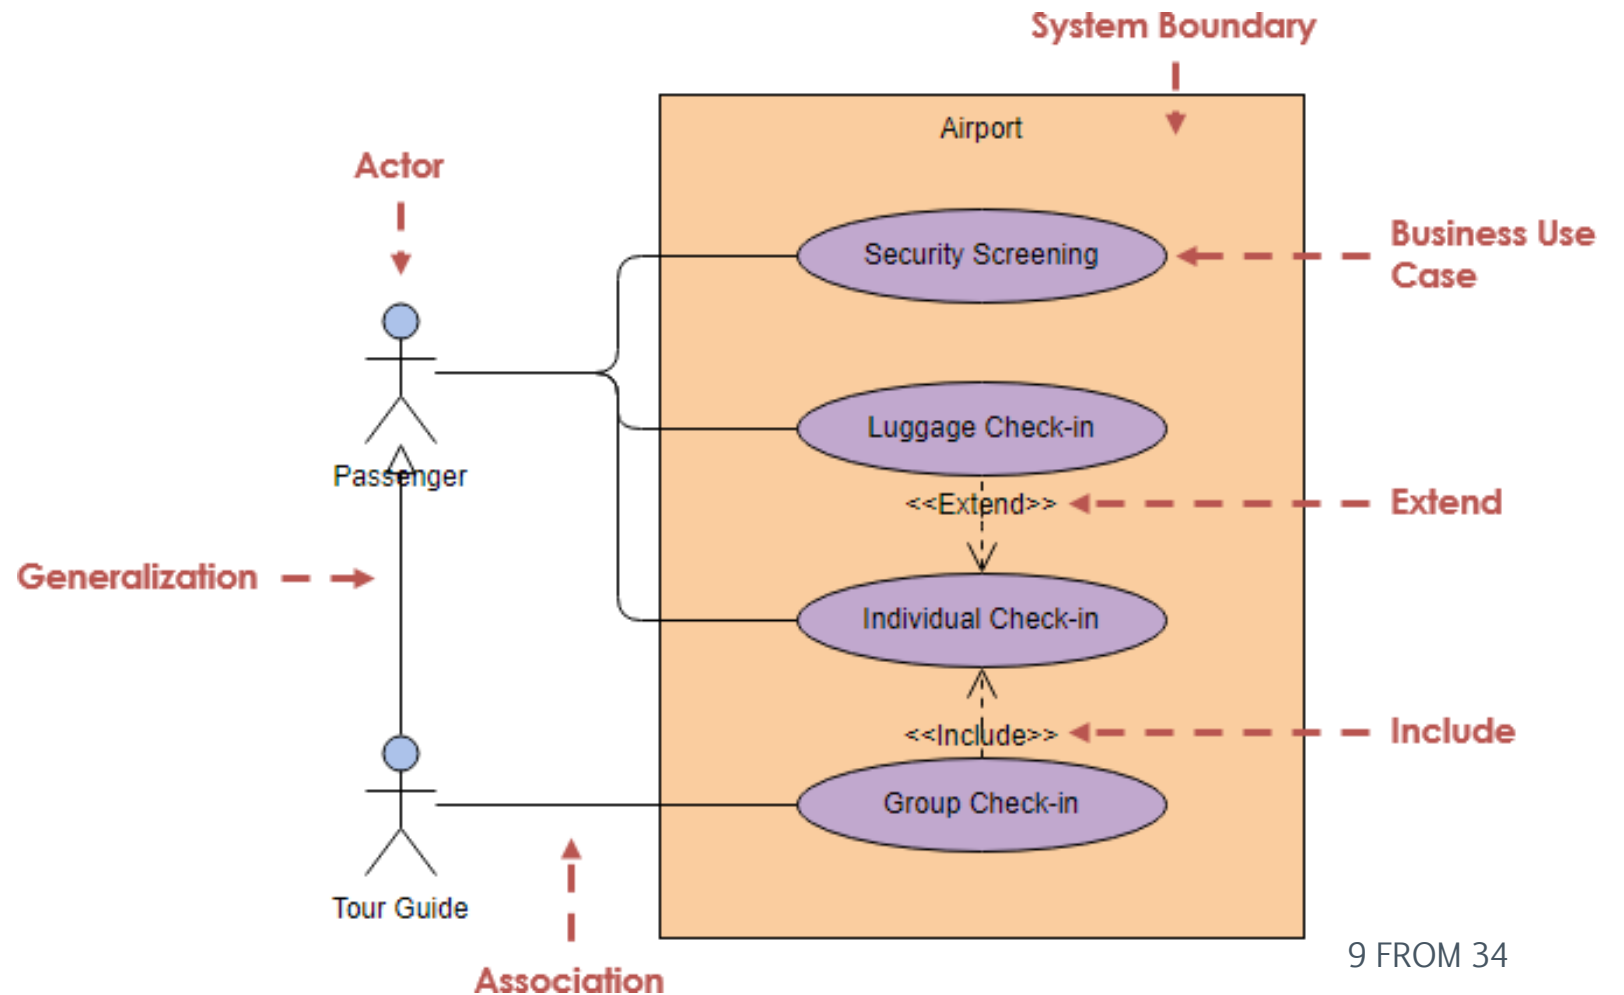 System Boundary
Airport
Actor
Security Screening
Business Use
Case
Luggage Check-in
Passenger
<<Extend>>
Extend
Generalization
Individual Check-in
<<Include>>
Include
Group Check-in
Tour Guide
Association
9 FROM 34